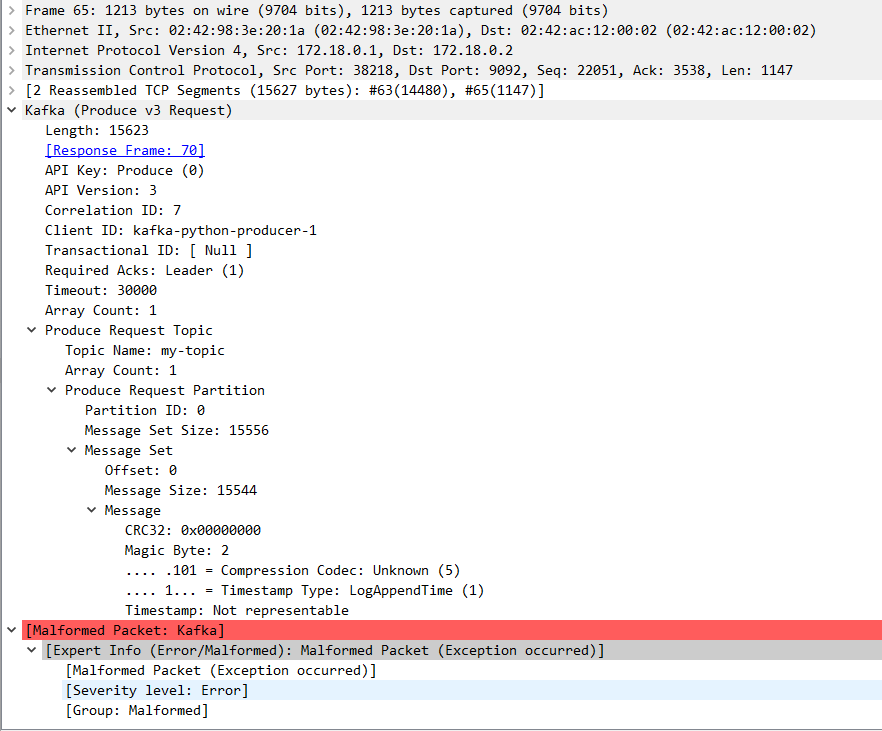 Frame 65: 1213 bytes on wire (9704 bits), 1213 bytes captured (9704 bits)
Ethernet II, Src: 02:42:98:3e:20:1a (02:42:98:3e:20:1a), Dst: 02:42:ac:12:00:02 (02:42:ac:12:00:02)
Internet Protocol Version 4, Src: 172.18.0.1, Dst: 172.18.0.2
Transmission Control Protocol, Src Port: 38218, Dst Port: 9092, Seq: 22051, Ack: 3538, Len: 1147
[2 Reassembled TCP Segments (15627 bytes): #63(14480), #65(1147)]
Kafka (Produce v3 Request)
Length: 15623
[Response Frame: 70]
API Key: Produce (0)
API Version: 3
Correlation ID: 7
Client ID: kafka-python-producer-1
Transactional ID: [ Null ]
Required Acks: Leader (1)
Timeout: 30000
Array Count: 1
Produce Request Topic
Topic Name: my-topic
Array Count: 1
Produce Request Partition
Partition ID: 0
Message Set Size: 15556
Message Set
Offset: 0
Message Size: 15544
Message
CRC32: 0x00000000
Magic Byte: 2
.... .101 = Compression Codec: Unknown (5)
.... 1... = Timestamp Type: LogAppendTime (1)
Timestamp: Not representable
[Malformed Packet: Kafka]
[Expert Info (Error/Malformed): Malformed Packet (Exception occurred)]
[Malformed Packet (Exception occurred)]
[Severity level: Error]
[Group: Malformed]